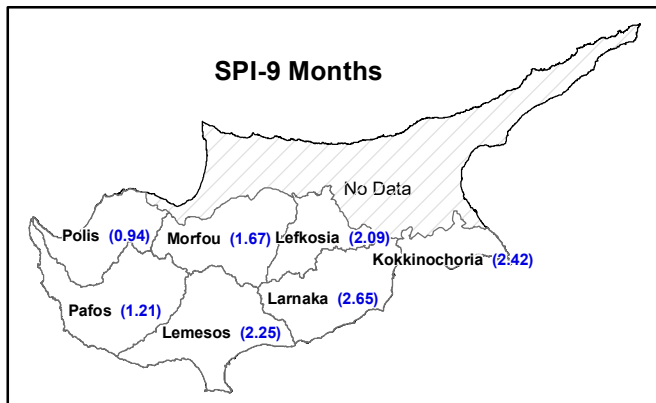 SPI-9 Months
No Data
Polis (0.94)
Morfou (1.67)
Lefkosia (2.09)
Kokkinochoria (2.42)
Pafos (1.21)
Larnaka (2.65)
Lemesos (2.25)